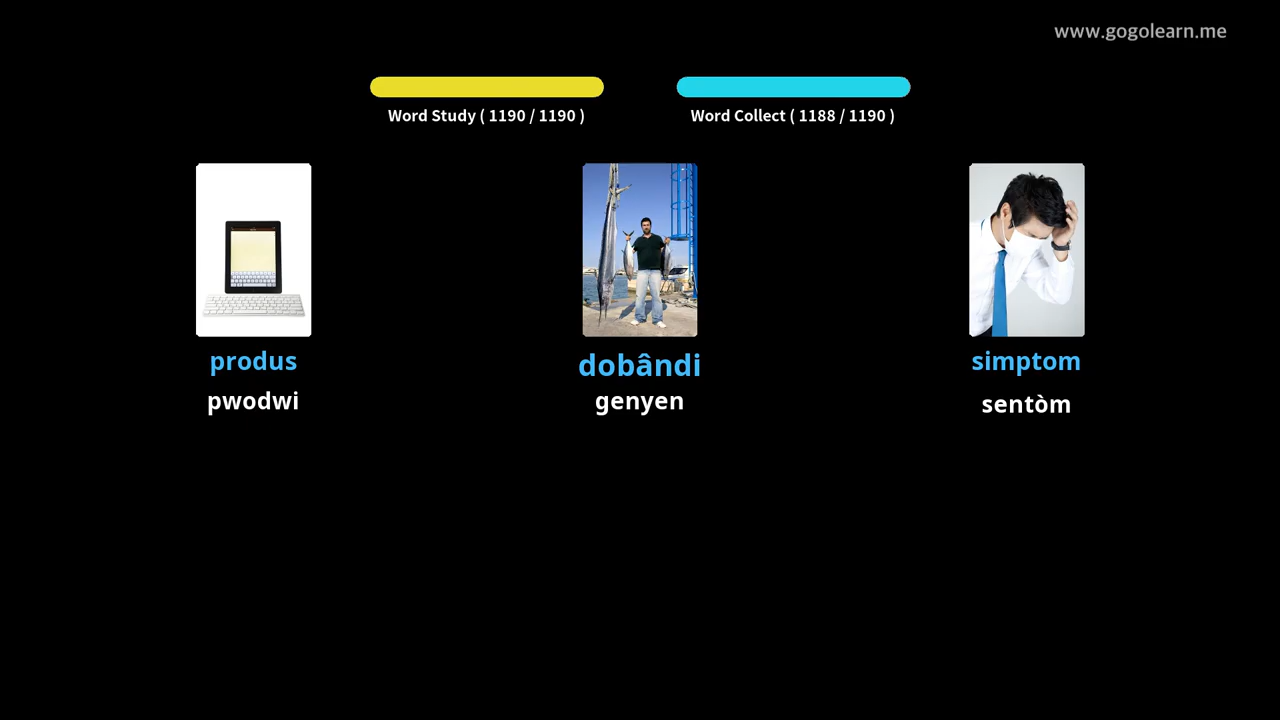 www.gogolearn.me
Word Study ( 1190 / 1190 )
Word Collect ( 1188 / 1190 )
produs
pwodwi
dobândi
genyen
simptom
sentòm